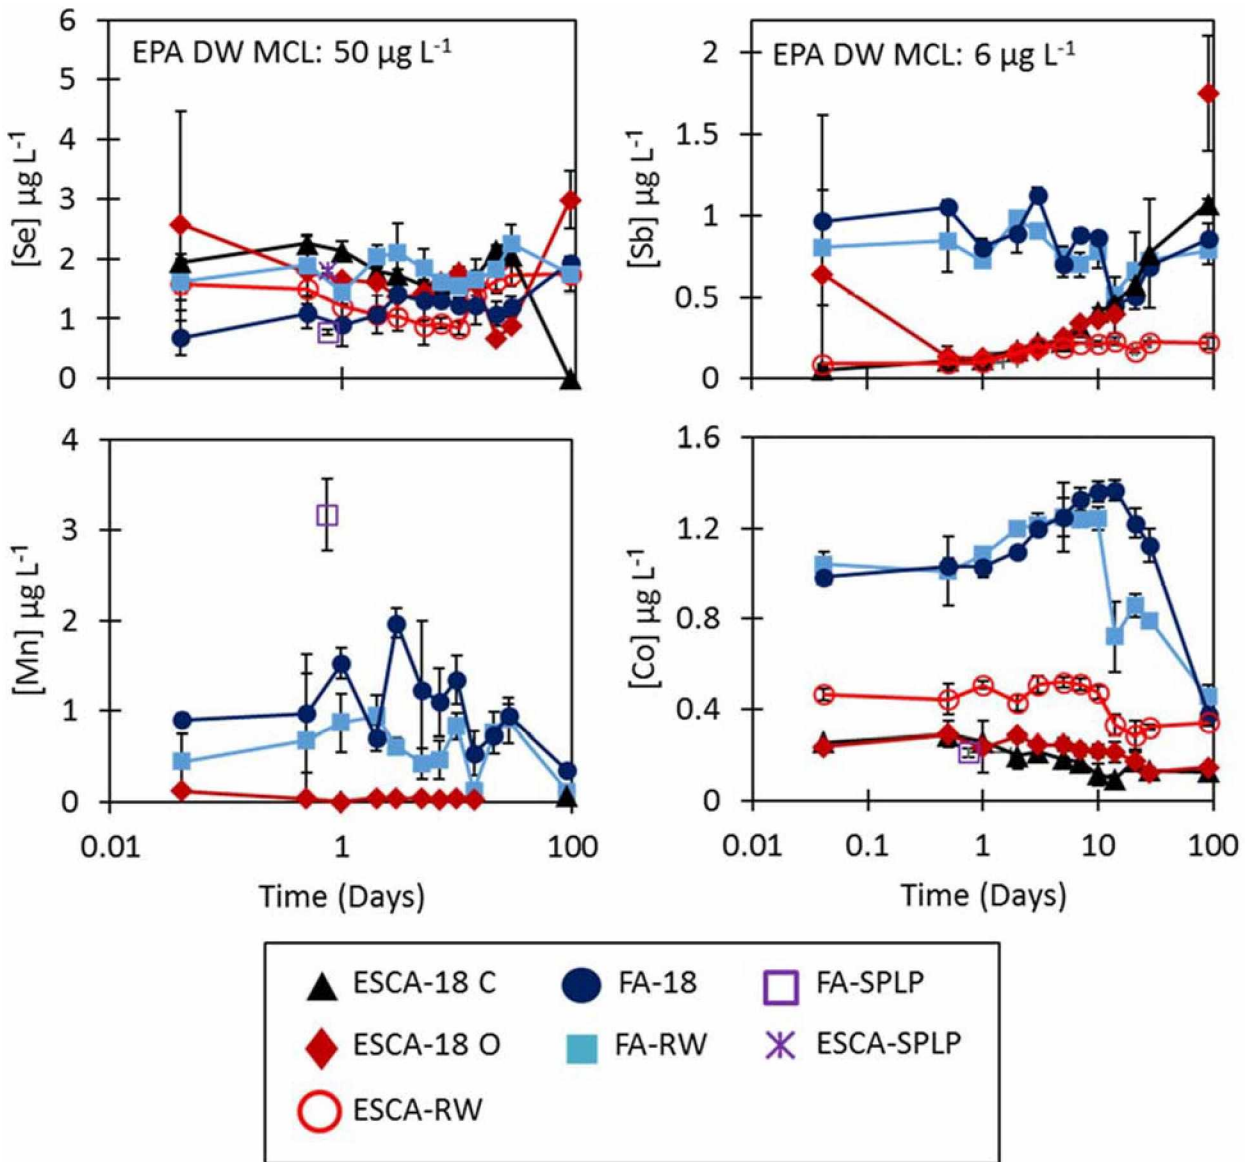 6
5
4
3
2
1
0
[Se] µg L-1
EPA DW MCL: 50 µg L-1
2
1.5
1
0.5
0
[Sb] µg L-1
EPA DW MCL: 6 µg L-1
4
3
2
1
0
[Mn] µg L-1
0.01
1
100
Time (Days)
1.6
1.2
0.8
0.4
0
[Co] µg L-1
0.01
0.1
1
10
100
Time (Days)
ESCA-18 C
FA-18
FA-SPLP
ESCA-18 O
FA-RW
ESCA-SPLP
ESCA-RW